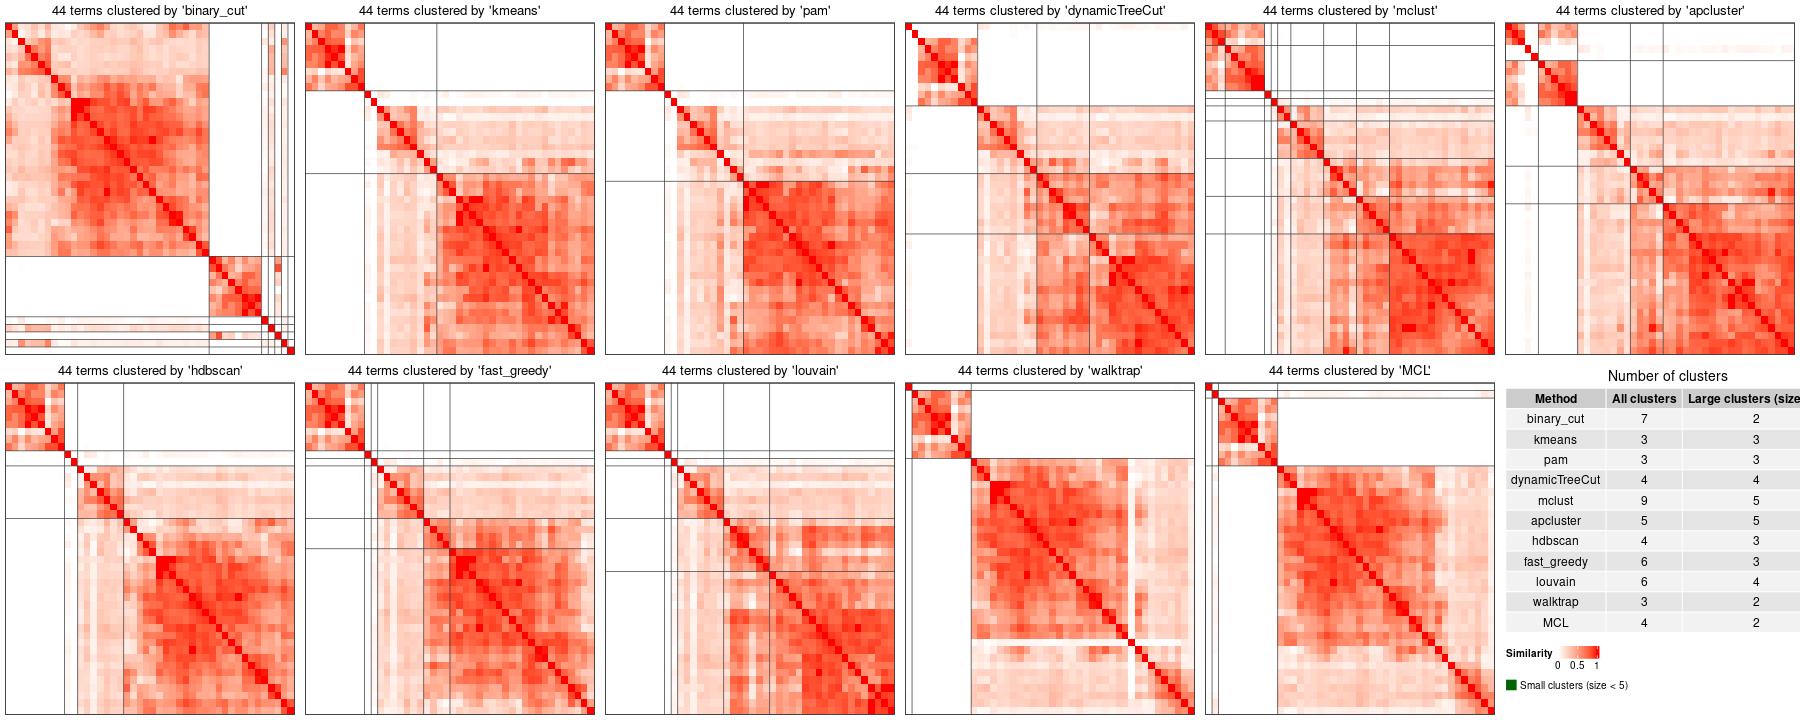 44 terms clustered by 'binary_cut'
44 terms clustered by 'kmeans'
44 terms clustered by 'pam'
44 terms clustered by 'dynamicTreeCut'
44 terms clustered by 'mclust'
44 terms clustered by 'apcluster'
44 terms clustered by 'hdbscan'
44 terms clustered by 'fast_greedy'
44 terms clustered by 'louvain'
44 terms clustered by 'walktrap'
44 terms clustered by 'MCL'
Number of clusters
Method All clusters Large clusters (size
binary_cut 7 2
kmeans 3 3
pam 3 3
dynamicTreeCut 4 4
mclust 9 5
apcluster 5 5
hdbscan 4 3
fast_greedy 6 3
louvain 6 4
walktrap 3 2
MCL 4 2
Similarity
0 0.5 1
Small clusters (size < 5)